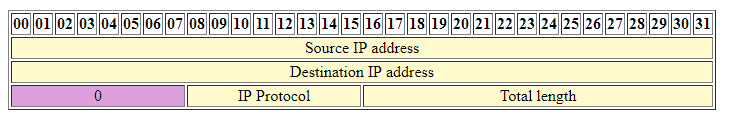 00 01 02 03 04 05 06 07 08 09 10 11 12 13 14 15 16 17 18 19 20 21 22 23 24 25 26 27 28 29 30 31
Source IP address
Destination IP address
0 IP Protocol Total length